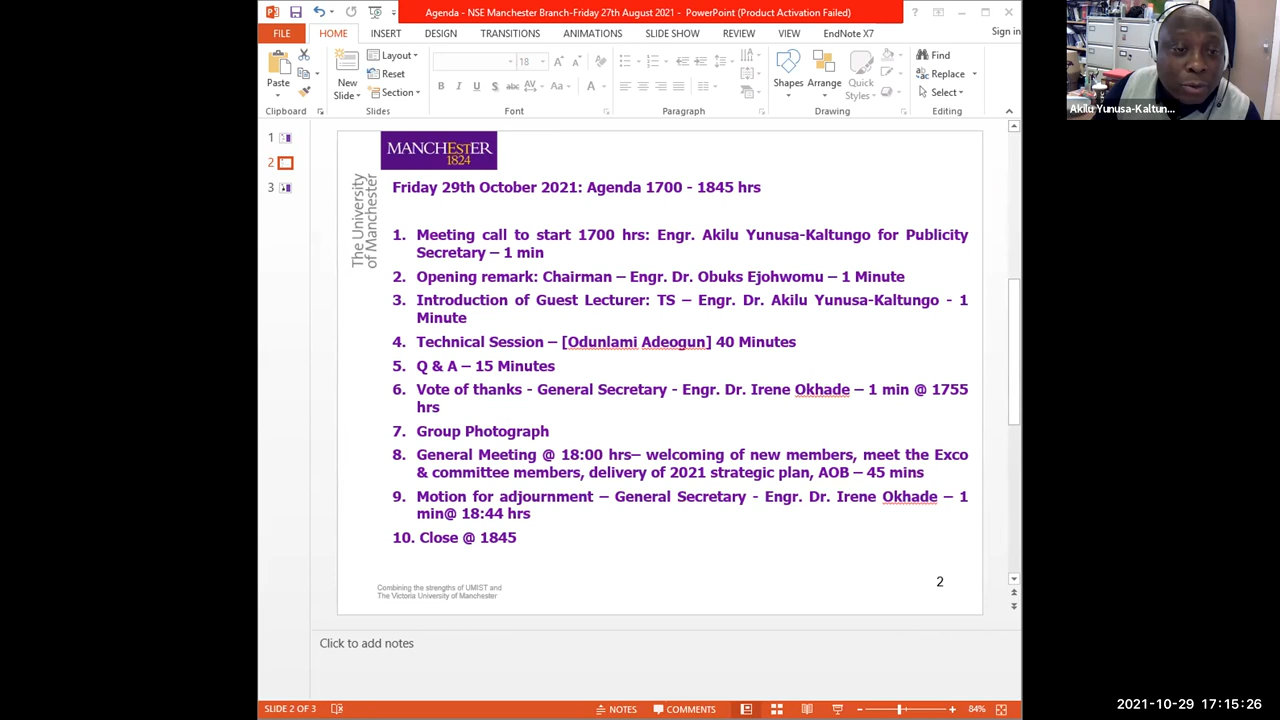 Agenda - NSE Manchester Branch-Friday 27th August 2021 - PowerPoint (Product Activation Failed)
FILE HOME INSERT DESIGN TRANSITIONS ANIMATIONS SLIDE SHOW REVIEW VIEW EndNote X7 Sign in
Paste
New Slide
Layout
Reset
Section
18
B I U S abc AV Aa A
Shapes Arrange Quick Styles
Find
Replace
Select
Clipboard Slides Font Paragraph Drawing Editing
Akilu Yunusa-Kaltun...
1
2
3
MANCHESTER
1824
The University
of Manchester
Friday 29th October 2021: Agenda 1700 - 1845 hrs
1. Meeting call to start 1700 hrs: Engr. Akilu Yunusa-Kaltungo for Publicity
Secretary – 1 min
2. Opening remark: Chairman – Engr. Dr. Obuks Ejohwomu – 1 Minute
3. Introduction of Guest Lecturer: TS – Engr. Dr. Akilu Yunusa-Kaltungo - 1
Minute
4. Technical Session – [Odunlami Adeogun] 40 Minutes
5. Q & A – 15 Minutes
6. Vote of thanks - General Secretary - Engr. Dr. Irene Okhade – 1 min @ 1755
hrs
7. Group Photograph
8. General Meeting @ 18:00 hrs– welcoming of new members, meet the Exco
& committee members, delivery of 2021 strategic plan, AOB – 45 mins
9. Motion for adjournment – General Secretary - Engr. Dr. Irene Okhade – 1
min@ 18:44 hrs
10. Close @ 1845
Combining the strengths of UMIST and
The Victoria University of Manchester
2
Click to add notes
SLIDE 2 OF 3 NOTES COMMENTS 84%
2021-10-29 17:15:26